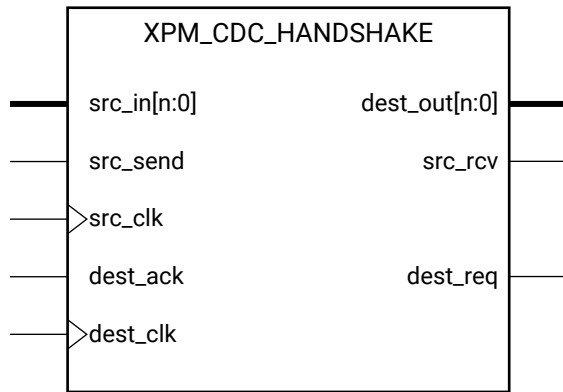 XPM_CDC_HANDSHAKE
src_in[n:0] dest_out[n:0]
src_send src_rcv
src_clk
dest_ack dest_req
dest_clk